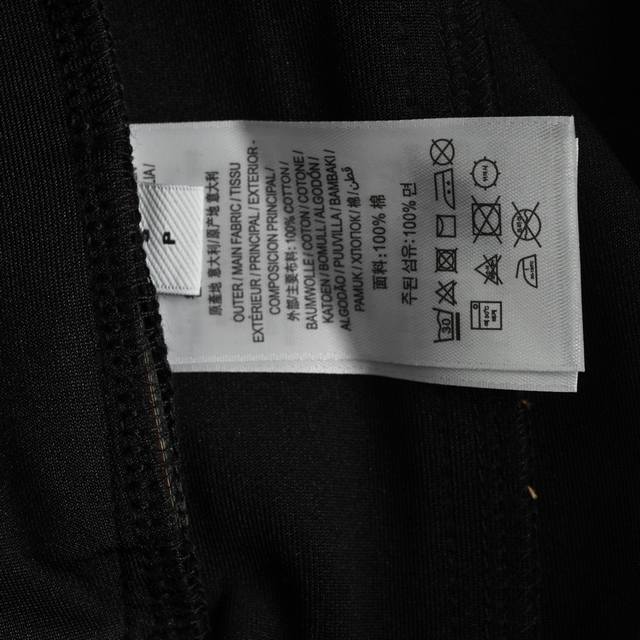 P
原產地 意大利/原产地 意大利
OUTER / MAIN FABRIC / TISSU
EXTERIEUR / PRINCIPAL / EXTERIOR -
COMPOSICION PRINCIPAL /
外部/主要布料: 100% COTTON /
BAUMWOLLE / COTON / COTONE /
KATOEN / BOMULL / ALGODÓN /
ALGODÃO / PUUVILLA / BAMBAKI /
PAMUK / XITOTOK / 棉 / قطن /
面料: 100% 棉
주된 섬유: 100% 면